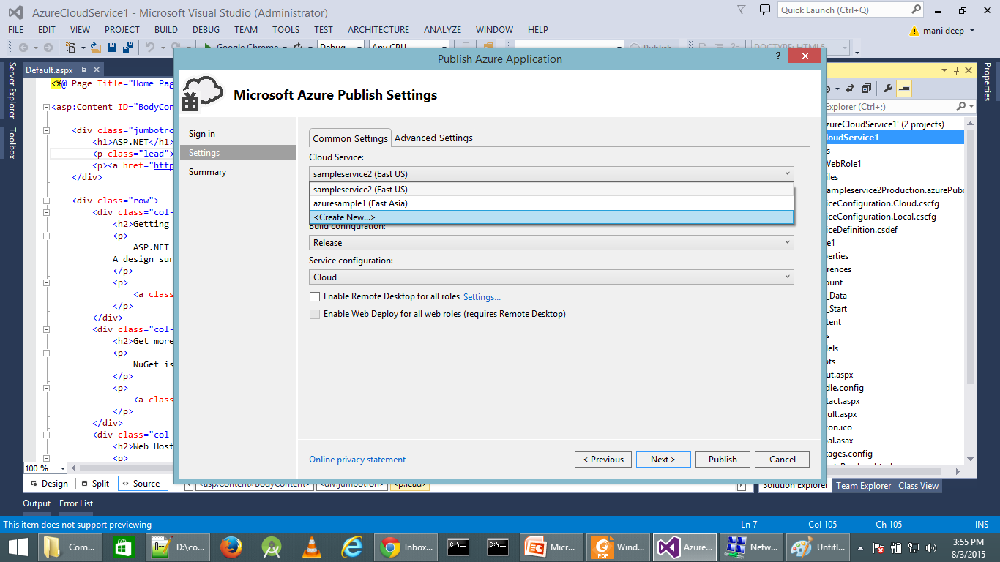 AzureCloudService1 - Microsoft Visual Studio (Administrator)
Quick Launch (Ctrl+Q)
FILE EDIT VIEW PROJECT BUILD DEBUG TEAM TOOLS TEST ARCHITECTURE ANALYZE WINDOW HELP
mani deep
Google Chrome Debug Any CPU Publish DOCTYPE: HTML5
Publish Azure Application
?
Server Explorer
Toolbox
Properties
Default.aspx
<%@ Page Title="Home Pag
<asp:Content ID="BodyCon
<div class="jumbotro
<h1>ASP.NET</h1>
<p class="lead">
<p><a href="http
</div>
<div class="row">
<div class="col-
<h2>Getting
<p>
ASP.NET
A design sur
</p>
<p>
<a class
</p>
</div>
<div class="col-
<h2>Get more
<p>
NuGet is
</p>
<p>
<a class
</p>
</div>
<div class="col-
<h2>Web Host
<p>
100 %
Design Split Source
<asp:Content#BodyContent> <div.jumbotron> <p.lead>
Microsoft Azure Publish Settings
Sign in
Settings
Summary
Common Settings Advanced Settings
Cloud Service:
sampleservice2 (East US)
sampleservice2 (East US)
azuresample1 (East Asia)
<Create New...>
Build configuration:
Release
Service configuration:
Cloud
Enable Remote Desktop for all roles Settings...
Enable Web Deploy for all web roles (requires Remote Desktop)
Online privacy statement
< Previous Next > Publish Cancel
Explorer (Ctrl+;)
zureCloudService1' (2 projects)
loudService1
s
WebRole1
files
ampleservice2Production.azurePubx
iceConfiguration.Cloud.cscfg
iceConfiguration.Local.cscfg
iceDefinition.csdef
e1
perties
erences
ount
_Data
_Start
tent
s
dels
pts
ut.aspx
dle.config
tact.aspx
ault.aspx
con.ico
bal.asax
kages.config
Solution Explorer Team Explorer Class View
Output Error List
This item does not support previewing
Ln 7 Col 105 Ch 105 INS
Com...
D:\co...
Inbox...
C:\_
C:\_
Micr...
PDF
Wind...
Azure...
Netw...
Untitl...
3:55 PM
8/3/2015